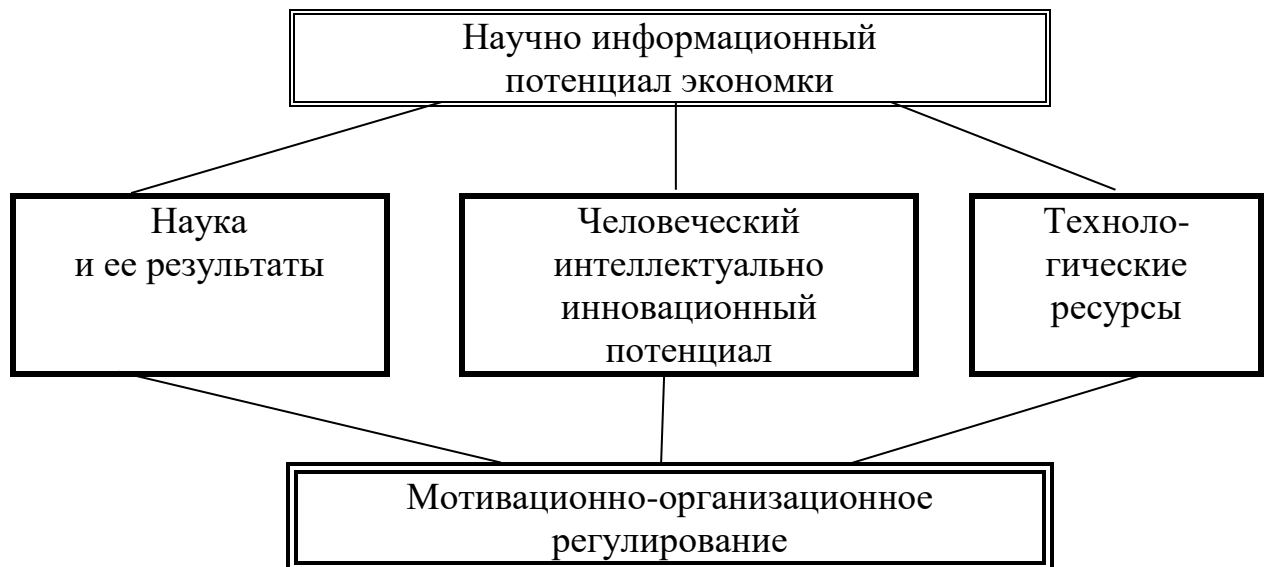 Научно информационный
потенциал экономки
Наука
и ее результаты
Человеческий
интеллектуально
инновационный
потенциал
Техноло-
гические
ресурсы
Мотивационно-организационное
регулирование